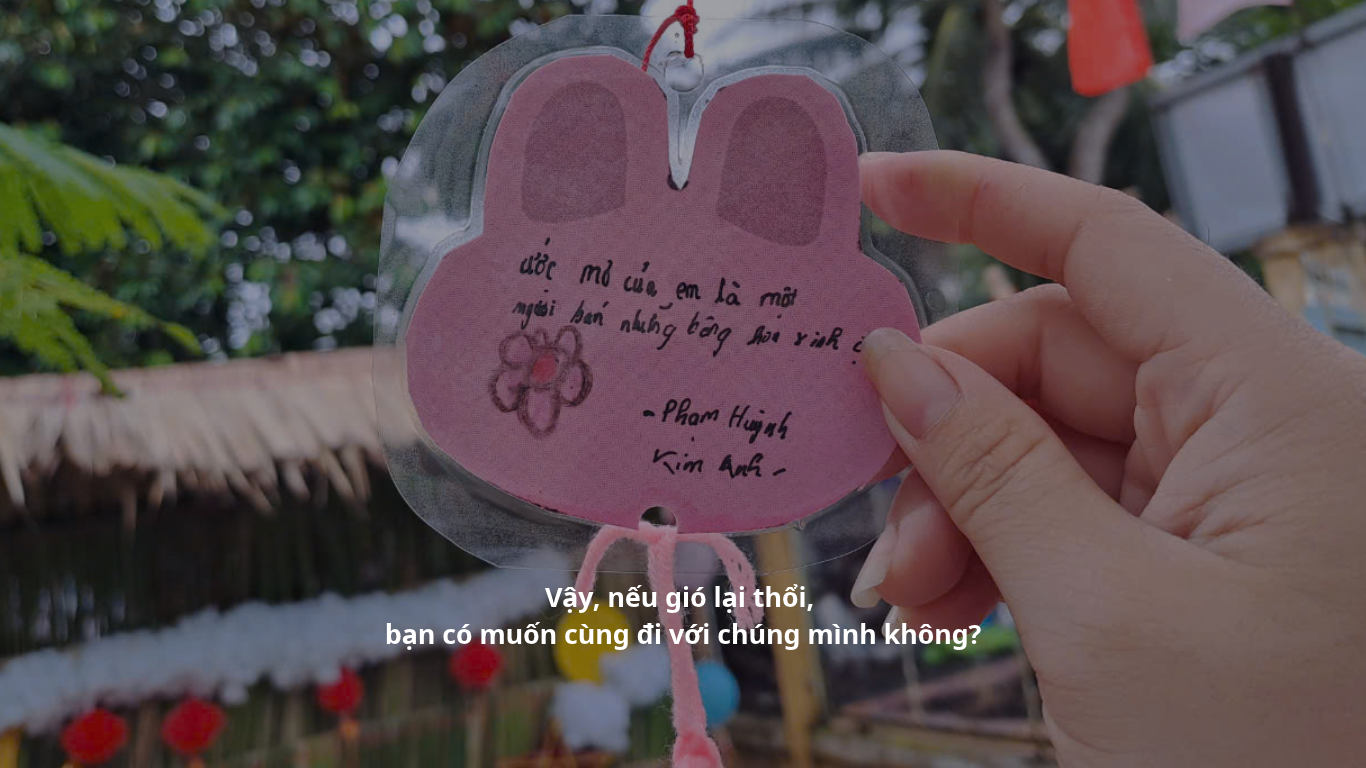 ước mơ của em là một
người bán những bông hoa xinh
-Phạm Huỳnh
Kim Anh-
Vậy, nếu gió lại thổi,
bạn có muốn cùng đi với chúng mình không?